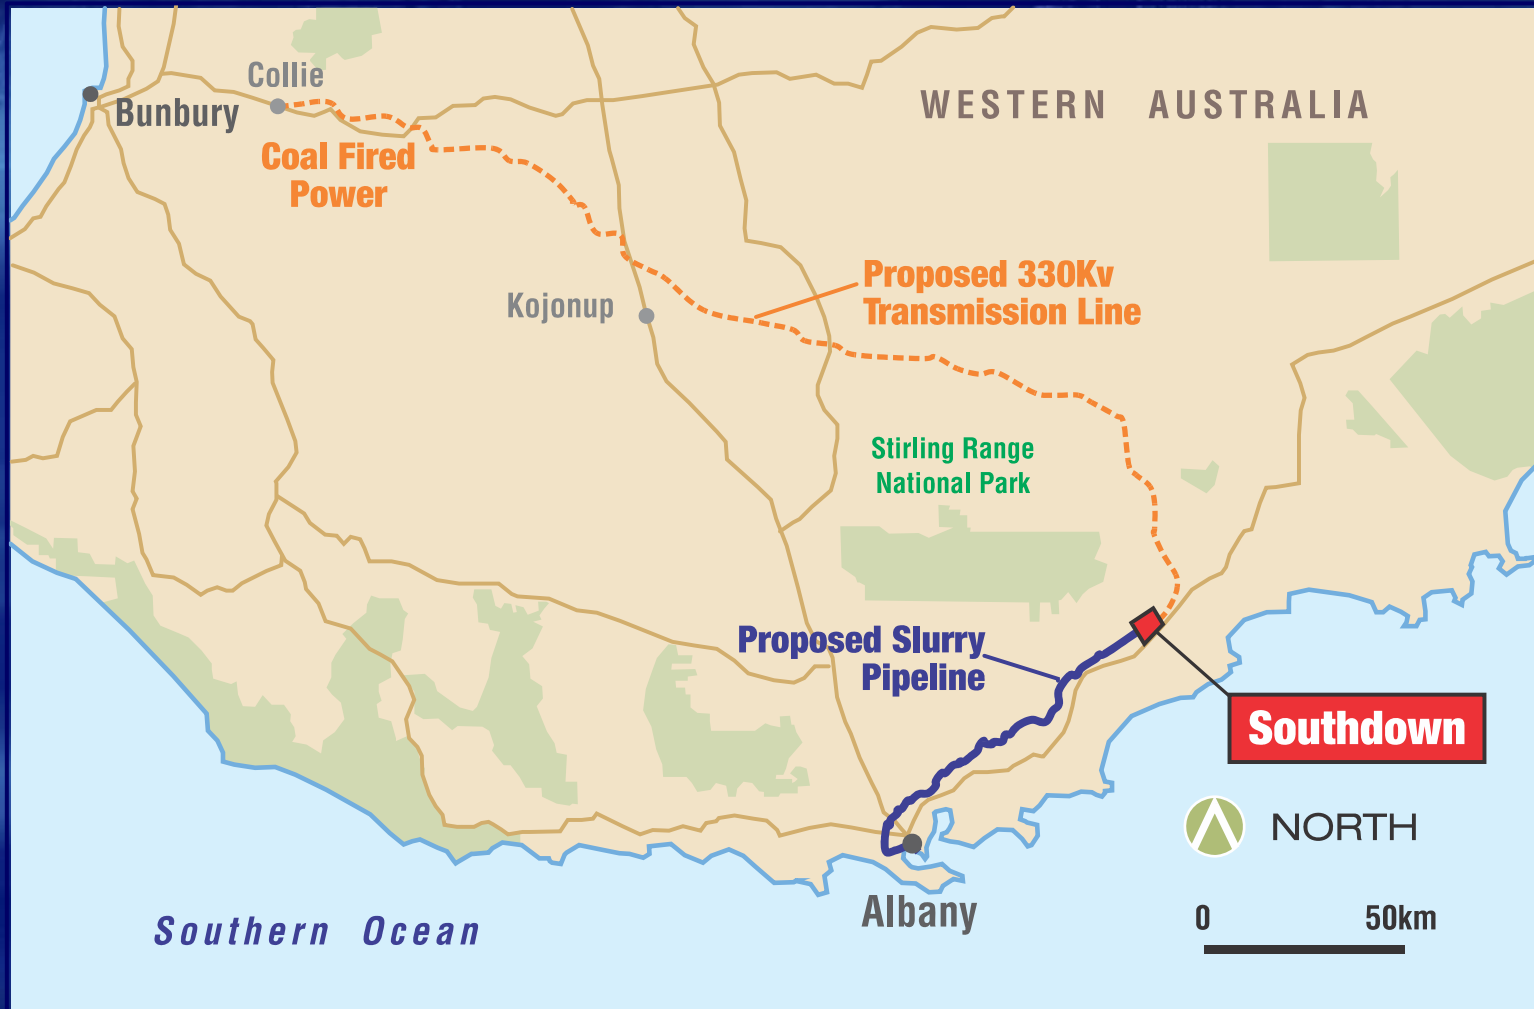 Collie
Bunbury
WESTERN AUSTRALIA
Coal Fired
Power
Proposed 330Kv
Transmission Line
Kojonup
Stirling Range
National Park
Proposed Slurry
Pipeline
Southdown
NORTH
Albany
Southern Ocean
0 50km